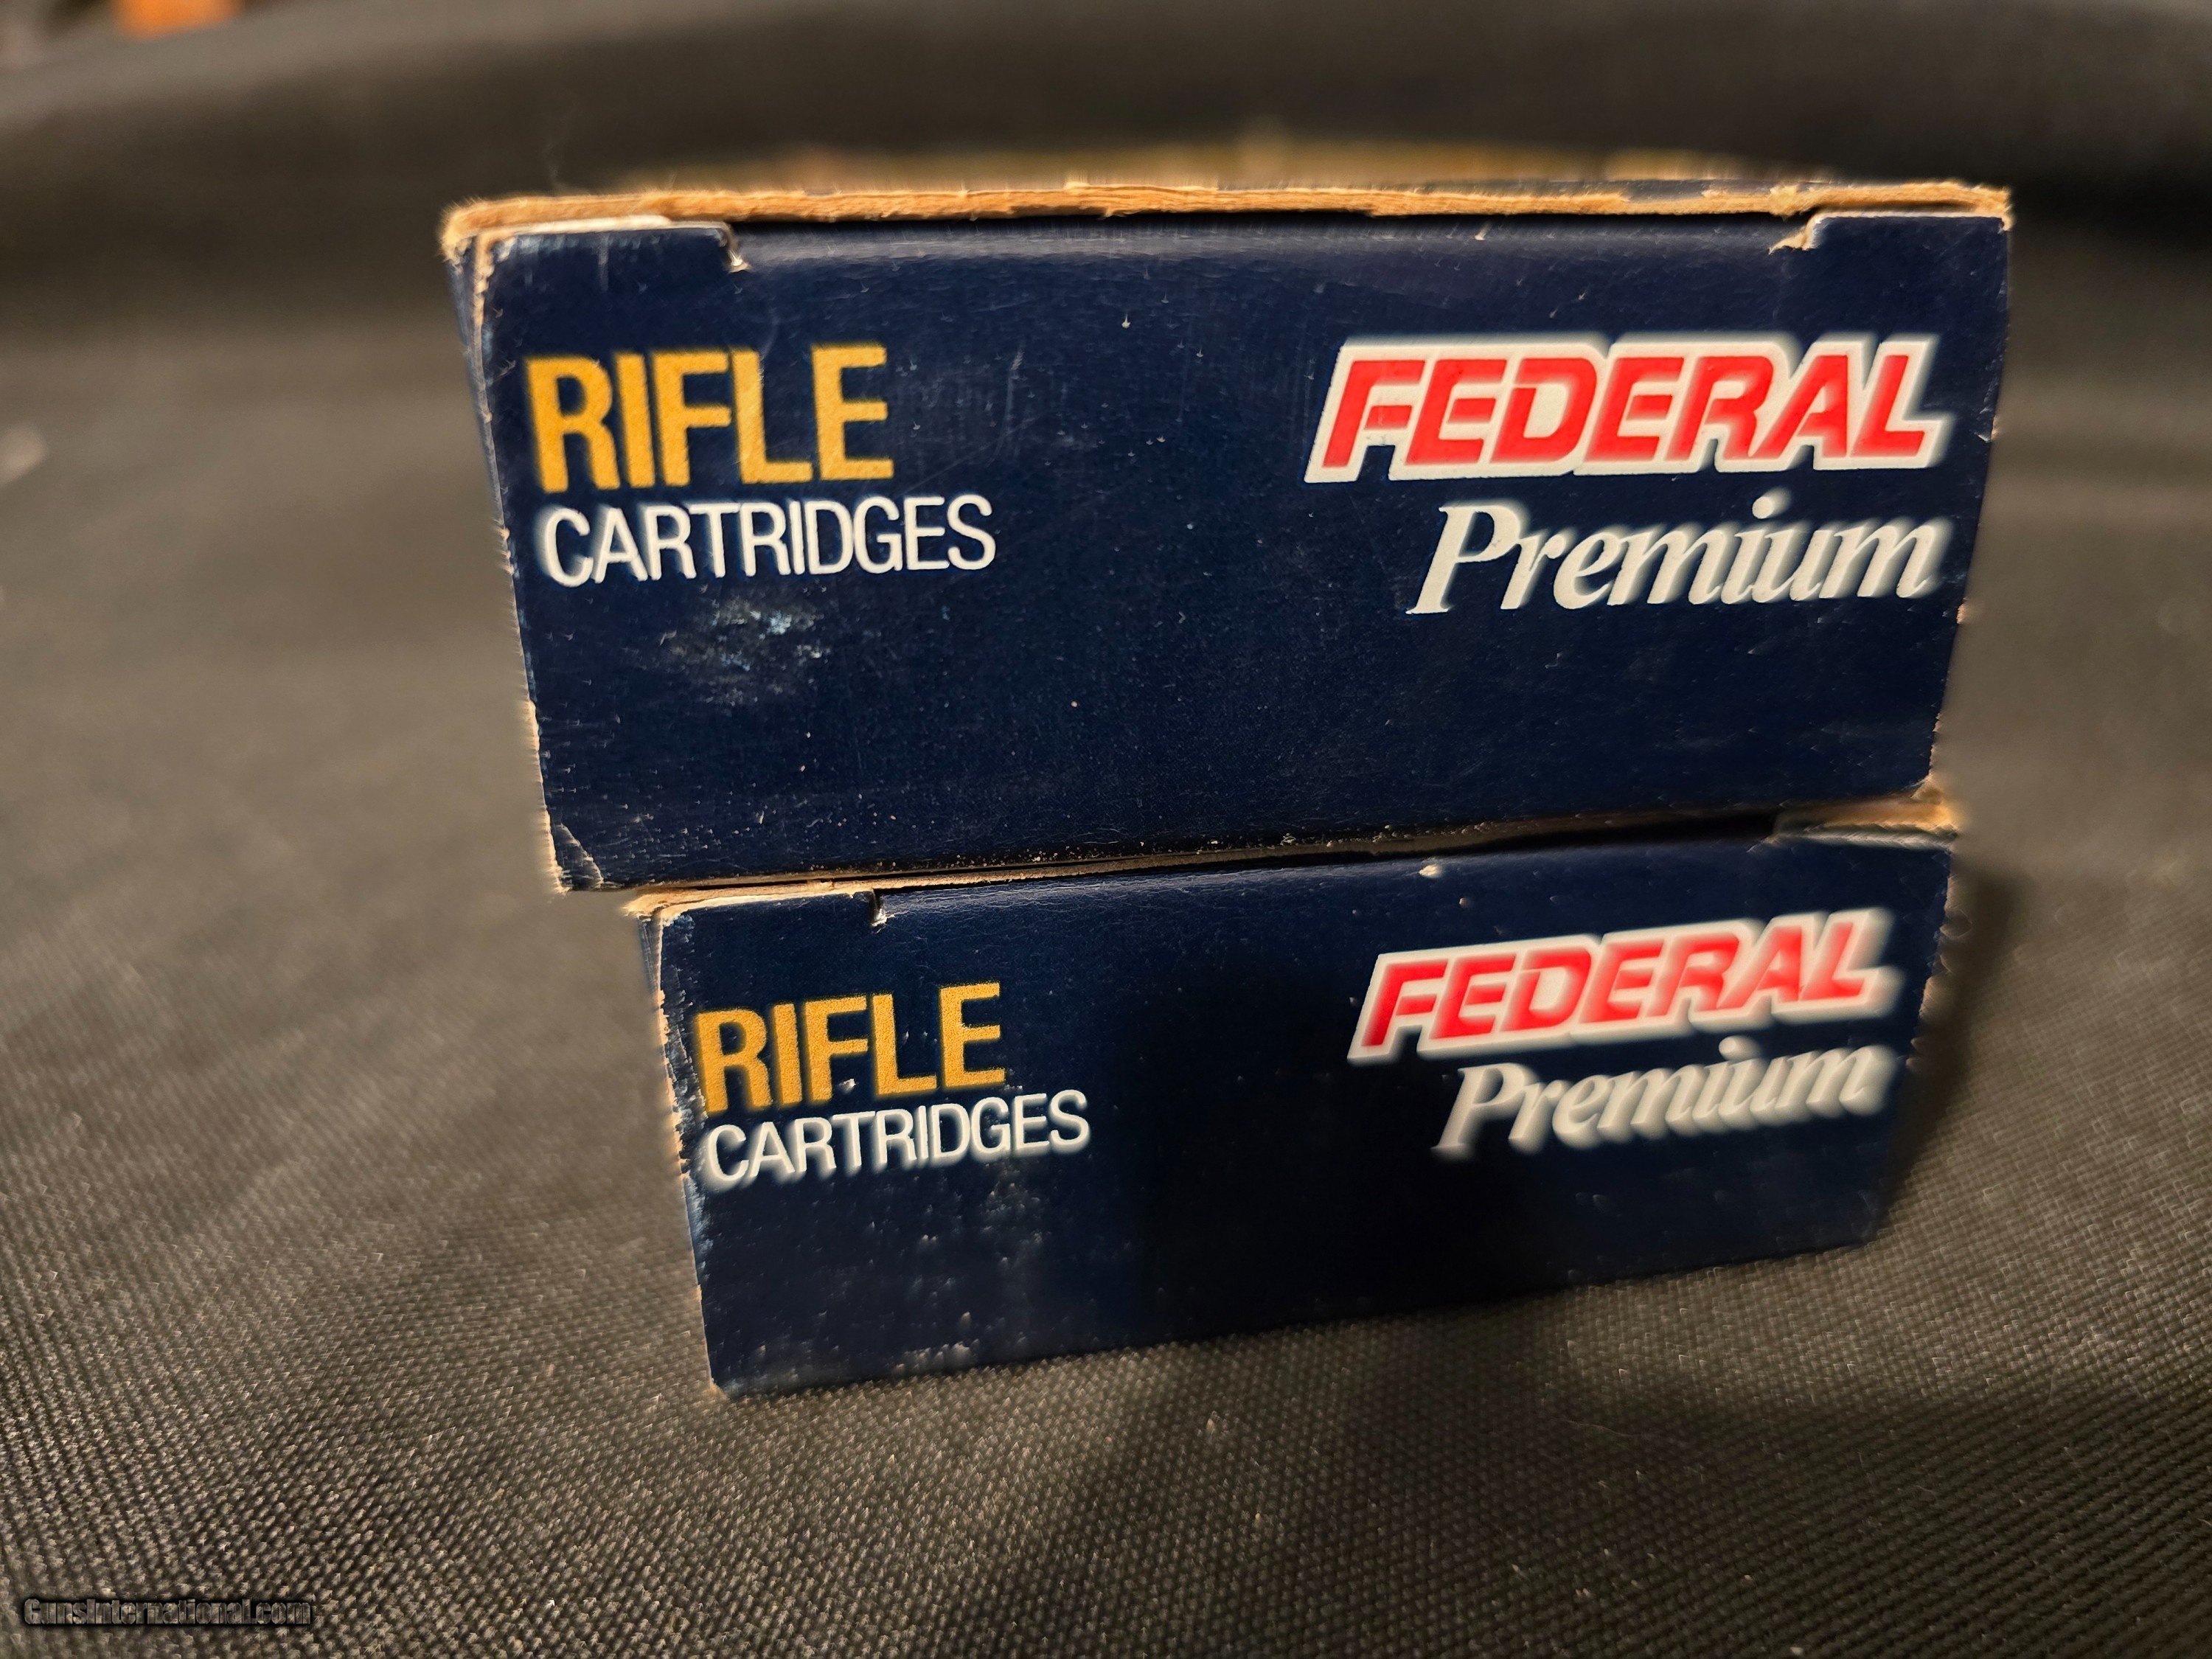 RIFLE
CARTRIDGES
FEDERAL
Premium
RIFLE
CARTRIDGES
FEDERAL
Premium
GunsInternational.com